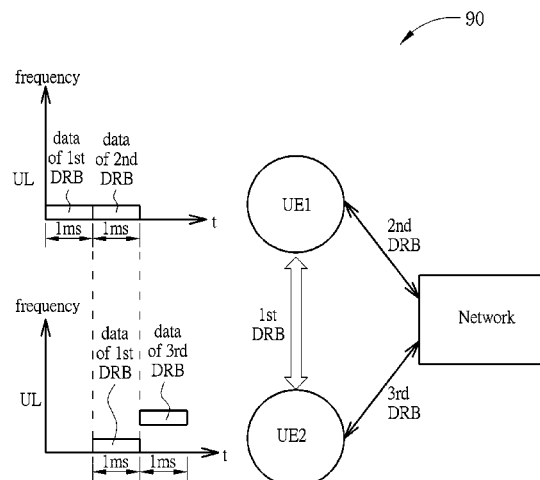 90
frequency
data
of 1st
DRB
data
of 2nd
DRB
UL
t
1ms
1ms
frequency
data
of 1st
DRB
data
of 3rd
DRB
UL
t
1ms
1ms
UE1
2nd
DRB
1st
DRB
Network
3rd
DRB
UE2